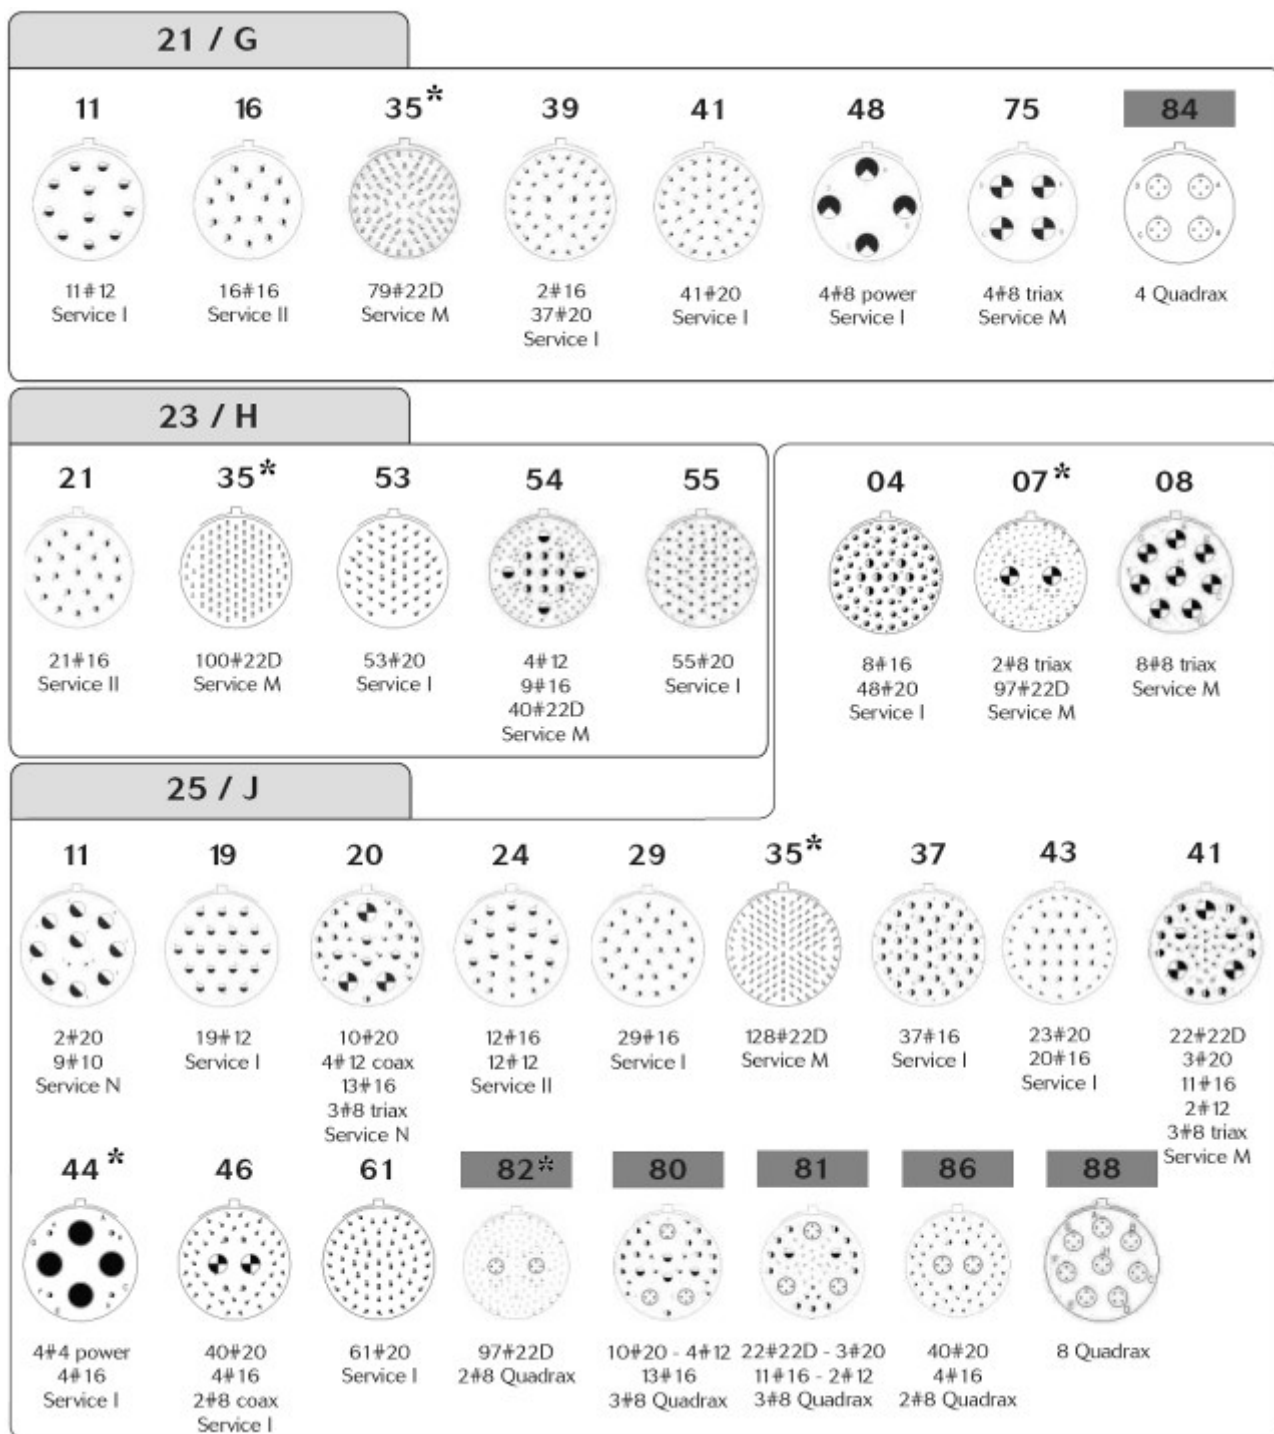 21 / G
11 16 35* 39 41 48 75 84
11#12 16#16 79#22D 2#16 41#20 4#8 power 4#8 triax 4 Quadrax
Service I Service II Service M 37#20 Service I Service I Service M
Service I
23 / H
21 35* 53 54 55
21#16 100#22D 53#20 4#12 55#20
Service II Service M Service I 9#16 Service I
40#22D
Service M
04 07* 08
8#16 2#8 triax 8#8 triax
48#20 97#22D Service M
Service I Service M
25 / J
11 19 20 24 29 35* 37 43 41
2#20 19#12 10#20 12#16 29#16 128#22D 37#16 23#20 22#22D
9#10 Service I 4#12 coax 12#12 Service I Service M Service I 20#16 3#20
Service N 13#16 Service II Service I 11#16
3#8 triax 2#12
Service N 3#8 triax
Service M
44* 46 61 82* 80 81 86 88
4#4 power 40#20 61#20 97#22D 10#20 - 4#12 22#22D - 3#20 40#20 8 Quadrax
4#16 4#16 Service I 2#8 Quadrax 13#16 11#16 - 2#12 4#16
Service I 2#8 coax 3#8 Quadrax 3#8 Quadrax 2#8 Quadrax
Service I